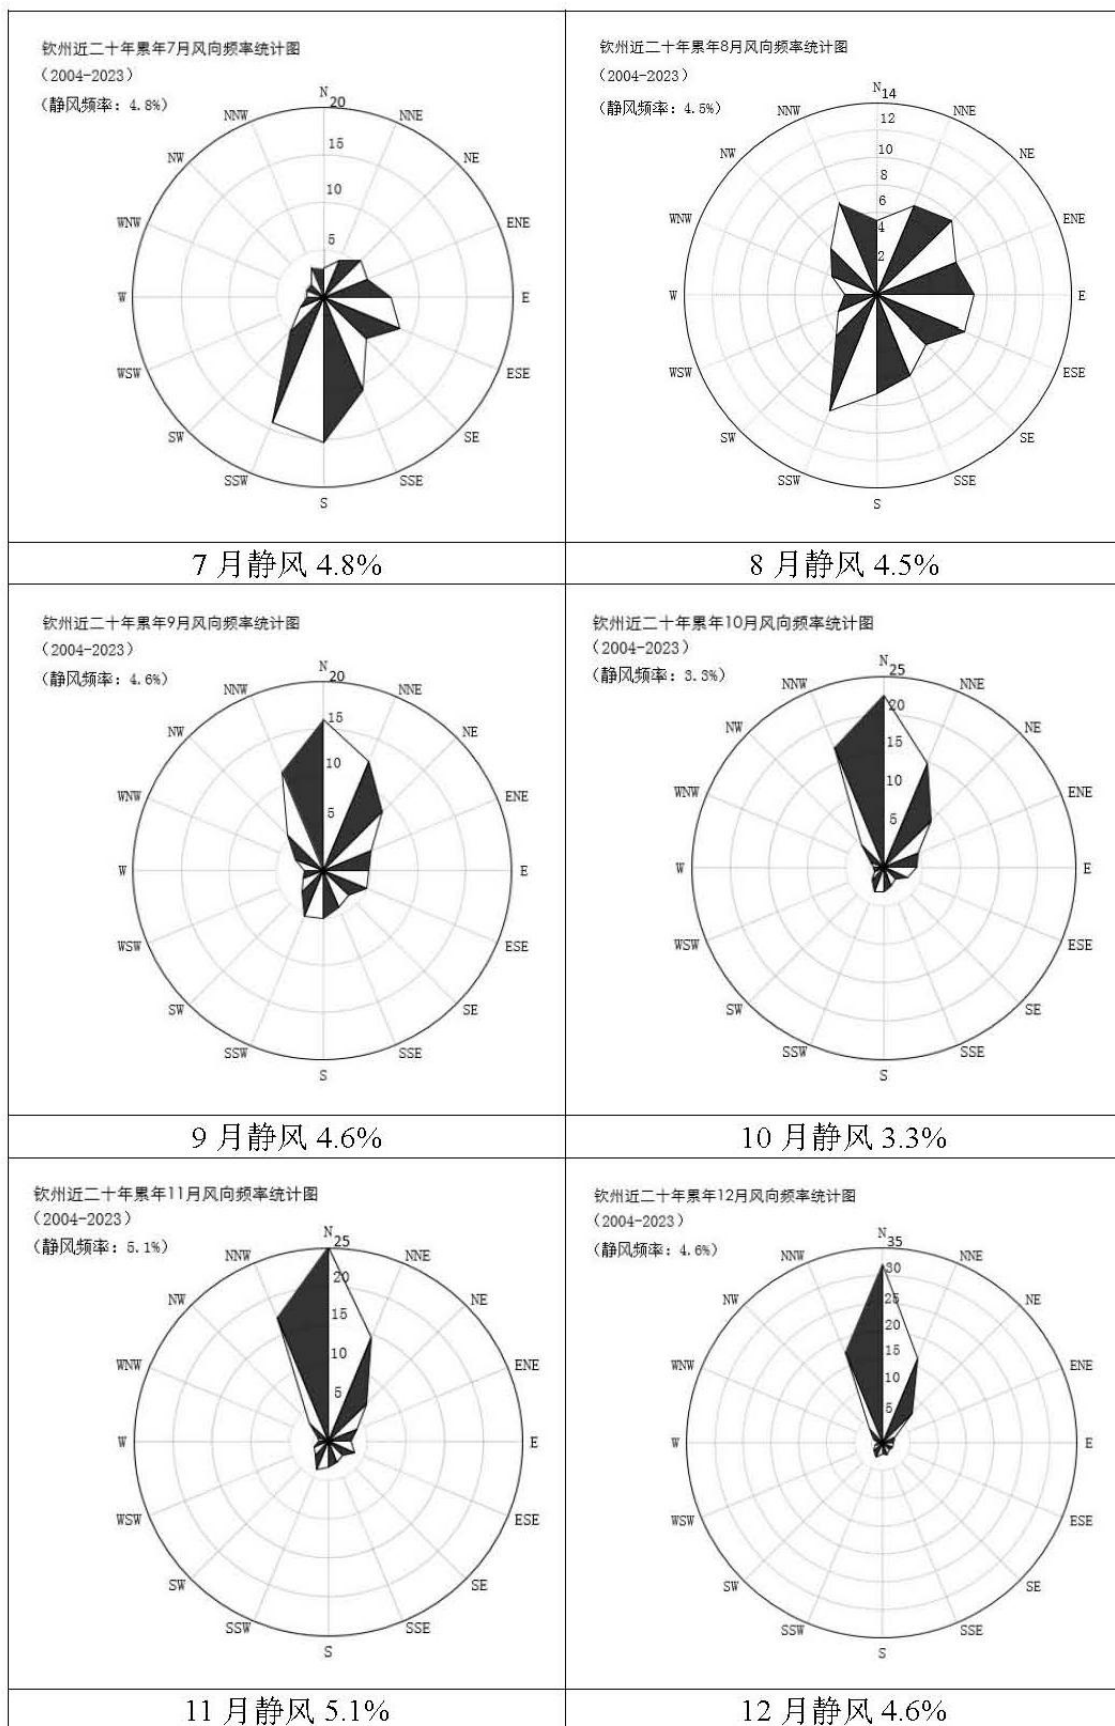 钦州近二十年累年7月风向频率统计图
（2004-2023）
（静风频率：4.8%）
N
20
NNW
NNE
15
NW
NE
10
WNW
ENE
5
W
E
WSW
ESE
SW
SE
SSW
SSE
S
7 月静风 4.8%
钦州近二十年累年8月风向频率统计图
（2004-2023）
（静风频率：4.5%）
N
14
NNW
NNE
12
10
NW
NE
8
6
WNW
ENE
4
2
W
E
WSW
ESE
SW
SE
SSW
SSE
S
8 月静风 4.5%
钦州近二十年累年9月风向频率统计图
（2004-2023）
（静风频率：4.6%）
N
20
NNW
NNE
15
NW
NE
10
WNW
ENE
5
W
E
WSW
ESE
SW
SE
SSW
SSE
S
9 月静风 4.6%
钦州近二十年累年10月风向频率统计图
（2004-2023）
（静风频率：3.3%）
N
25
NNW
NNE
20
NW
NE
15
10
WNW
ENE
5
W
E
WSW
ESE
SW
SE
SSW
SSE
S
10 月静风 3.3%
钦州近二十年累年11月风向频率统计图
（2004-2023）
（静风频率：5.1%）
N
25
NNW
NNE
20
NW
NE
15
10
WNW
ENE
5
W
E
WSW
ESE
SW
SE
SSW
SSE
S
11 月静风 5.1%
钦州近二十年累年12月风向频率统计图
（2004-2023）
（静风频率：4.6%）
N
35
NNW
NNE
30
25
NW
NE
20
15
WNW
ENE
10
5
W
E
WSW
ESE
SW
SE
SSW
SSE
S
12 月静风 4.6%